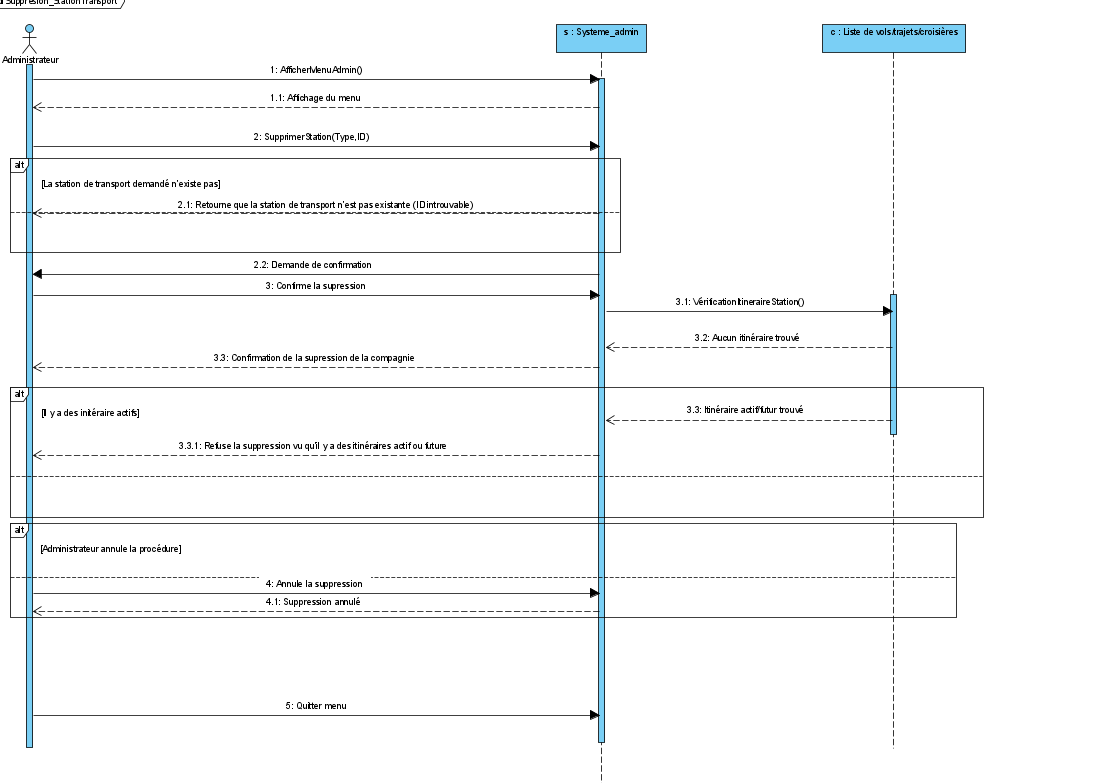 Suppresion_StationTransport
s : Systeme_admin
c : Liste de vols/trajets/croisières
Administrateur
1: AfficherMenuAdmin()
1.1: Affichage du menu
2: SupprimerStation(Type,ID)
alt
[La station de transport demandé n'existe pas]
2.1: Retourne que la station de transport n'est pas existante (ID introuvable)
2.2: Demande de confirmation
3: Confirme la supression
3.1: VérificationItineraireStation()
3.2: Aucun itinéraire trouvé
3.3: Confirmation de la supression de la compagnie
alt
[Il y a des initéraire actifs]
3.3: Itinéraire actif/futur trouvé
3.3.1: Refuse la suppression vu qu'il y a des itinéraires actif ou future
alt
[Administrateur annule la procédure]
4: Annule la suppression
4.1: Suppression annulé
5: Quitter menu